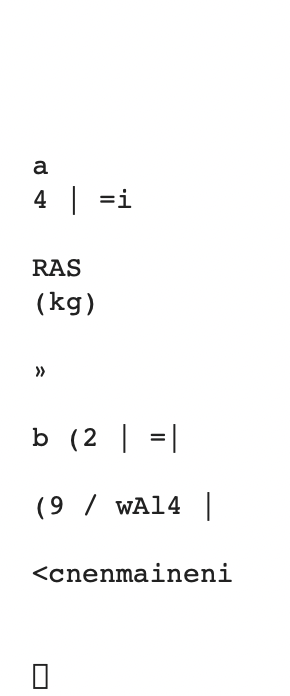 a
4 | =i
RAS
(kg)
»
b (2 | =|
(9 / wAl4 |
<cnenmaineni